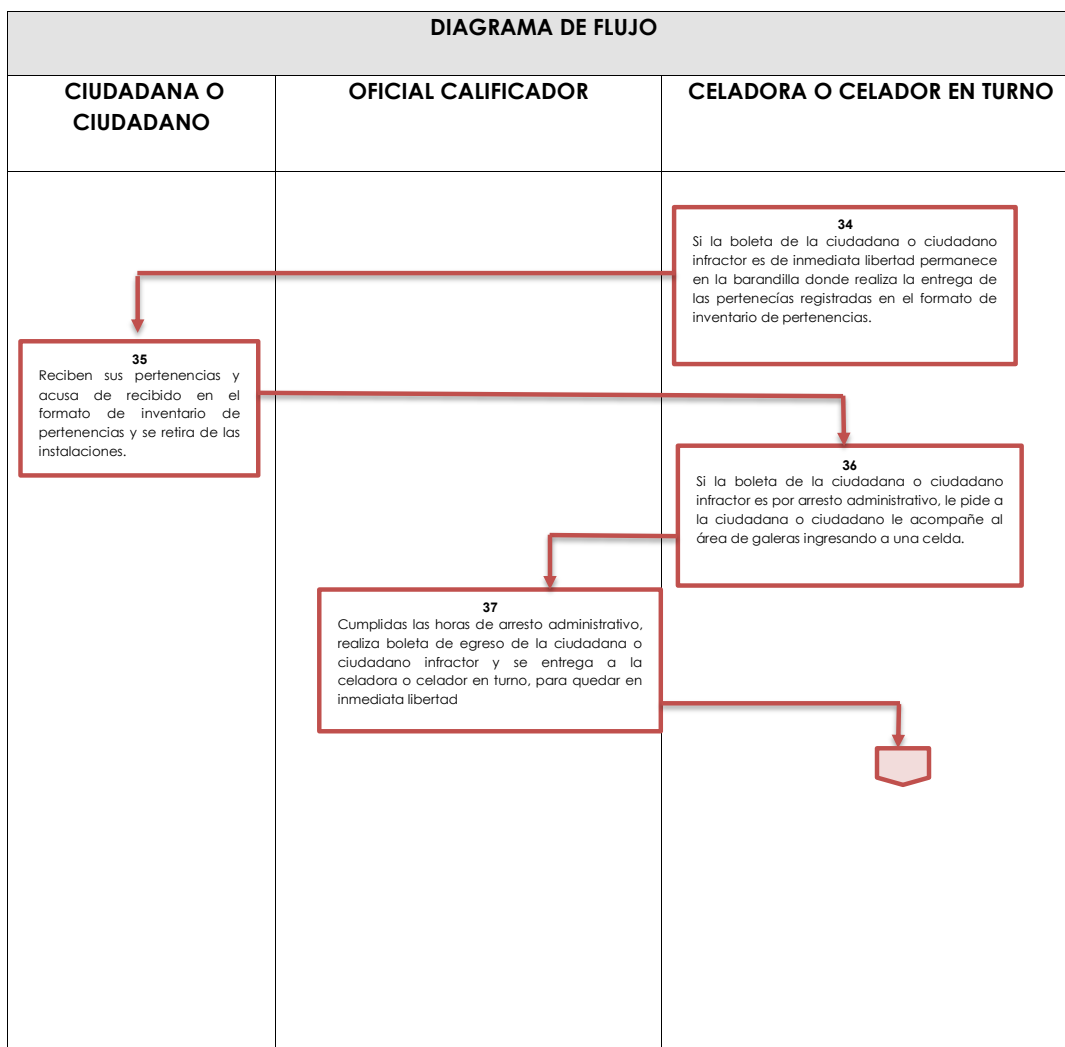 DIAGRAMA DE FLUJO
CIUDADANA O
CIUDADANO
OFICIAL CALIFICADOR
CELADORA O CELADOR EN TURNO
34
Si la boleta de la ciudadana o ciudadano
infractor es de inmediata libertad permanece
en la barandilla donde realiza la entrega de
las pertenecías registradas en el formato de
inventario de pertenencias.
35
Reciben sus pertenencias y
acusa de recibido en el
formato de inventario de
pertenencias y se retira de las
instalaciones.
36
Si la boleta de la ciudadana o ciudadano
infractor es por arresto administrativo, le pide a
la ciudadana o ciudadano le acompañe al
área de galeras ingresando a una celda.
37
Cumplidas las horas de arresto administrativo,
realiza boleta de egreso de la ciudadana o
ciudadano infractor y se entrega a la
celadora o celador en turno, para quedar en
inmediata libertad